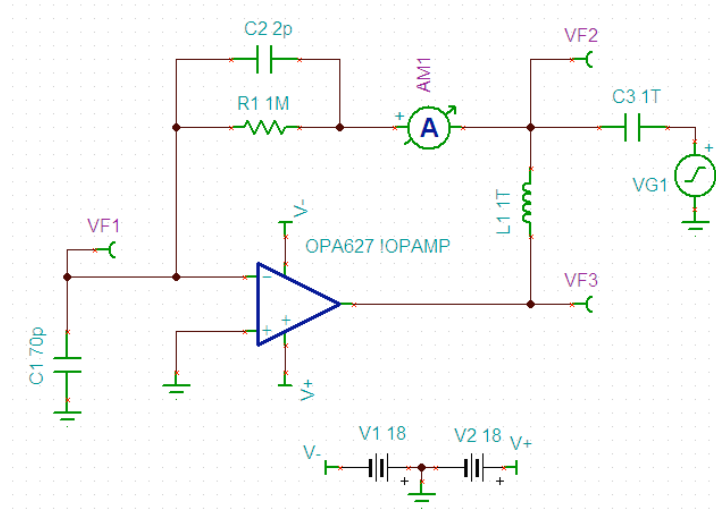 C2 2p
VF2
AM1
C3 1T
R1 1M
+
A
+
VG1
L1 1T
V-
VF1
OPA627 !OPAMP
VF3
−
+
+
C1 70p
V+
V1 18
V2 18
V-
V+
+
+